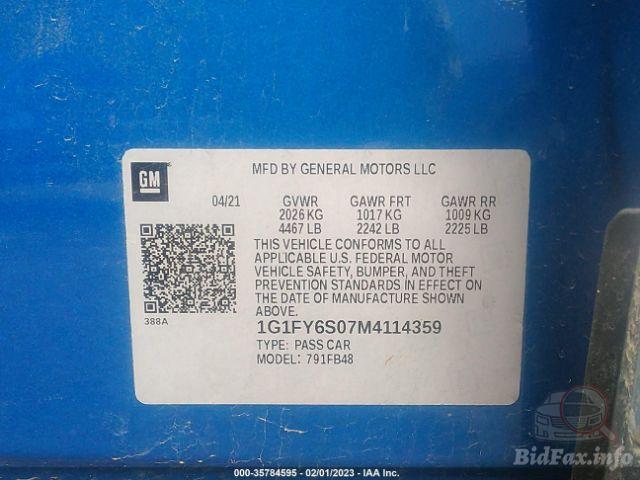 MFD BY GENERAL MOTORS LLC
GM
04/21 GVWR GAWR FRT GAWR RR
2026 KG 1017 KG 1009 KG
4467 LB 2242 LB 2225 LB
THIS VEHICLE CONFORMS TO ALL
APPLICABLE U.S. FEDERAL MOTOR
VEHICLE SAFETY, BUMPER, AND THEFT
PREVENTION STANDARDS IN EFFECT ON
THE DATE OF MANUFACTURE SHOWN
ABOVE.
388A
1G1FY6S07M4114359
TYPE: PASS CAR
MODEL: 791FB48
BidFax.info
000-35784595 - 02/01/2023 - IAA Inc.